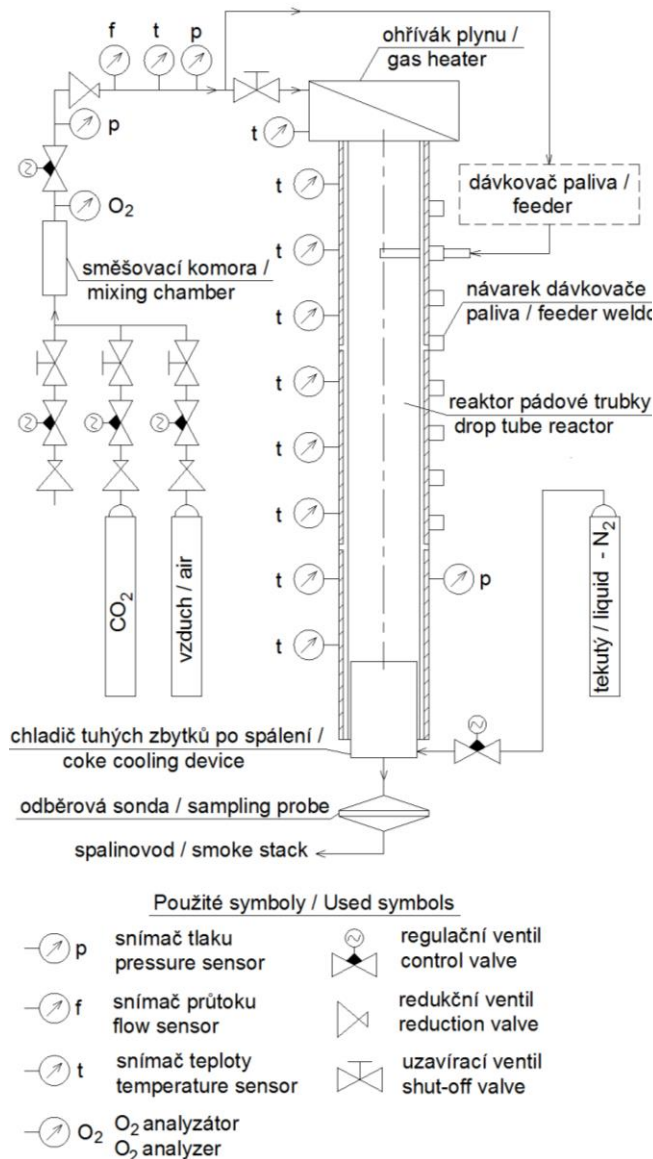 f
t
p
ohřívák plynu /
gas heater
p
t
O2
t
dávkovač paliva /
feeder
směšovací komora /
mixing chamber
t
t
návarek dávkovače
paliva / feeder weldo
t
reaktor pádové trubky
drop tube reactor
t
t
CO2
vzduch / air
t
p
tekutý / liquid - N2
t
chladič tuhých zbytků po spálení /
coke cooling device
odběrová sonda / sampling probe
spalinovod / smoke stack
Použité symboly / Used symbols
p
snímač tlaku
pressure sensor
regulační ventil
control valve
f
snímač průtoku
flow sensor
redukční ventil
reduction valve
t
snímač teploty
temperature sensor
uzavírací ventil
shut-off valve
O2
O2 analyzátor
O2 analyzer